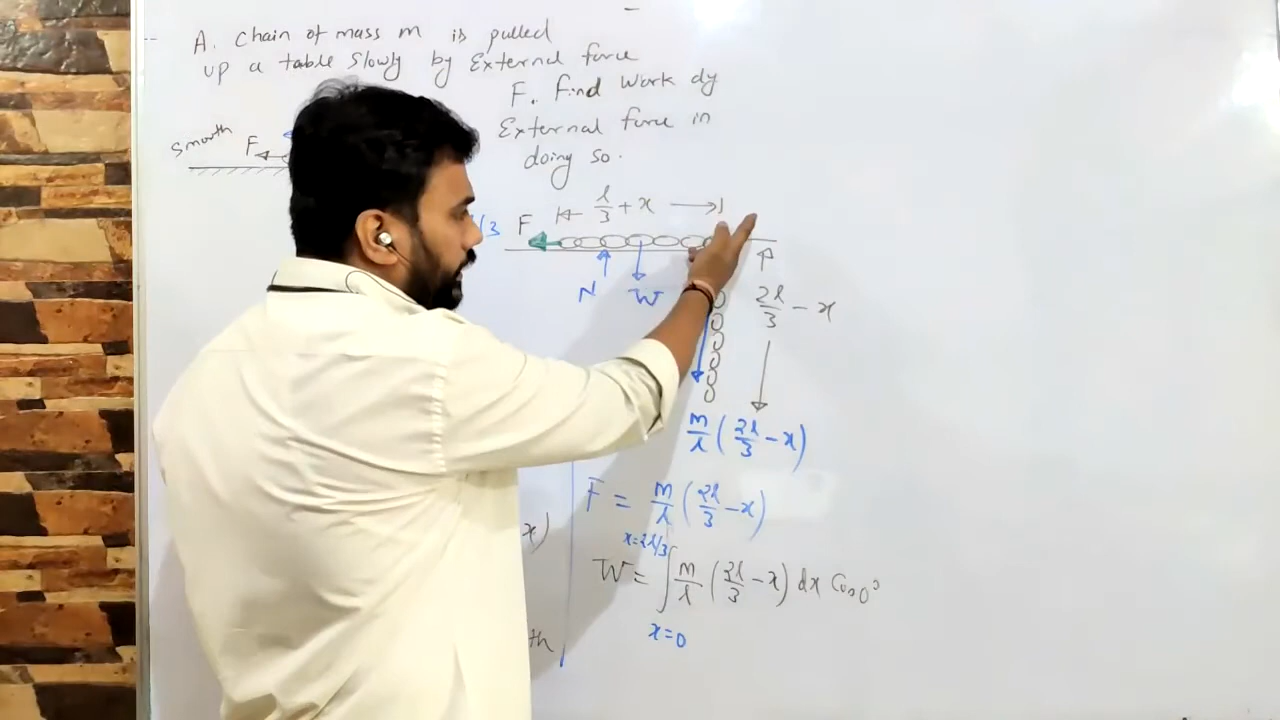 A. Chain of mass m is pulled
up a table slowly by External force
F. Find Work dy
External force in
doing so.
smooth
F
l/3 + x
/3
F
N
W
2l/3 - x
m/l (2l/3 - x)
F = m/l (2l/3 - x)
x)
x=2l/3
W = ∫ m/l (2l/3 - x) dx Cos0°
x=0
th